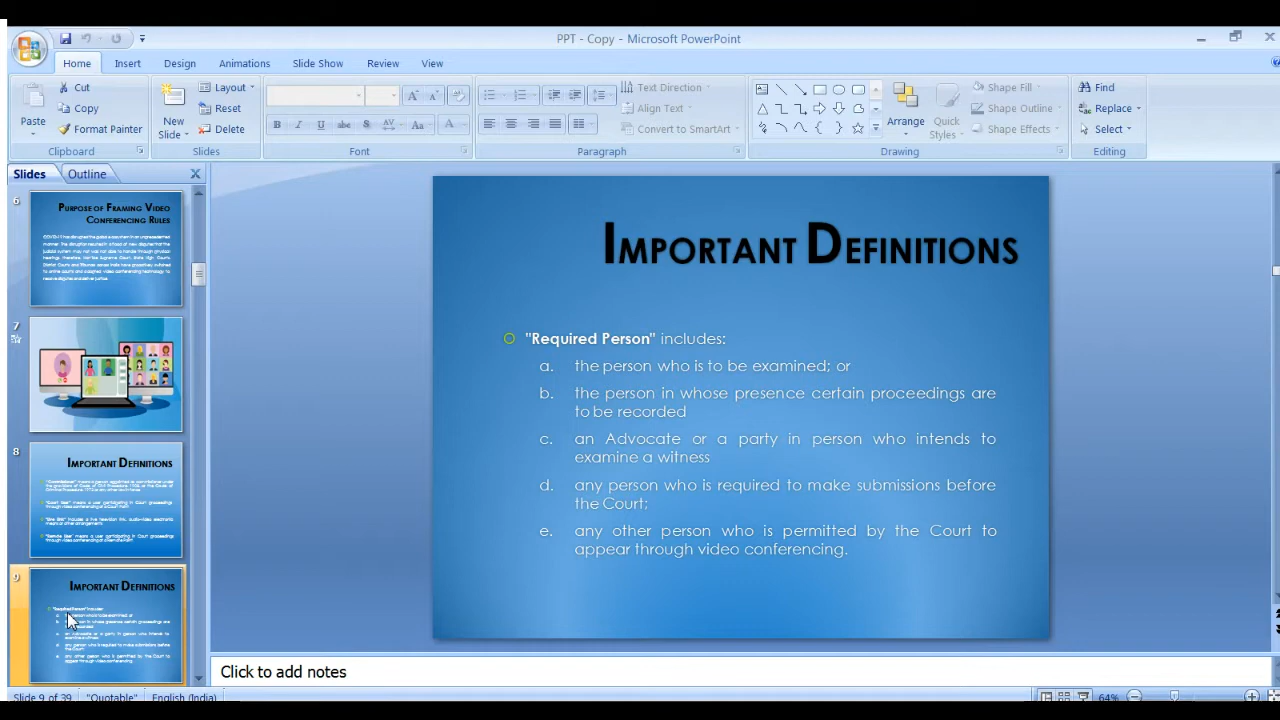 PPT - Copy - Microsoft PowerPoint
Home Insert Design Animations Slide Show Review View
Paste
Cut
Copy
Format Painter
Clipboard
New Slide
Layout
Reset
Delete
Slides
Font
Text Direction
Align Text
Convert to SmartArt
Paragraph
Arrange
Quick Styles
Shape Fill
Shape Outline
Shape Effects
Drawing
Find
Replace
Select
Editing
Slides Outline
6
PURPOSE OF FRAMING VIDEO
CONFERENCING RULES
7
8
IMPORTANT DEFINITIONS
9
IMPORTANT DEFINITIONS
IMPORTANT DEFINITIONS
"Required Person" includes:
a. the person who is to be examined; or
b. the person in whose presence certain proceedings are
to be recorded
c. an Advocate or a party in person who intends to
examine a witness
d. any person who is required to make submissions before
the Court;
e. any other person who is permitted by the Court to
appear through video conferencing.
Click to add notes
Slide 9 of 39 "Quotable" English (India) 64%